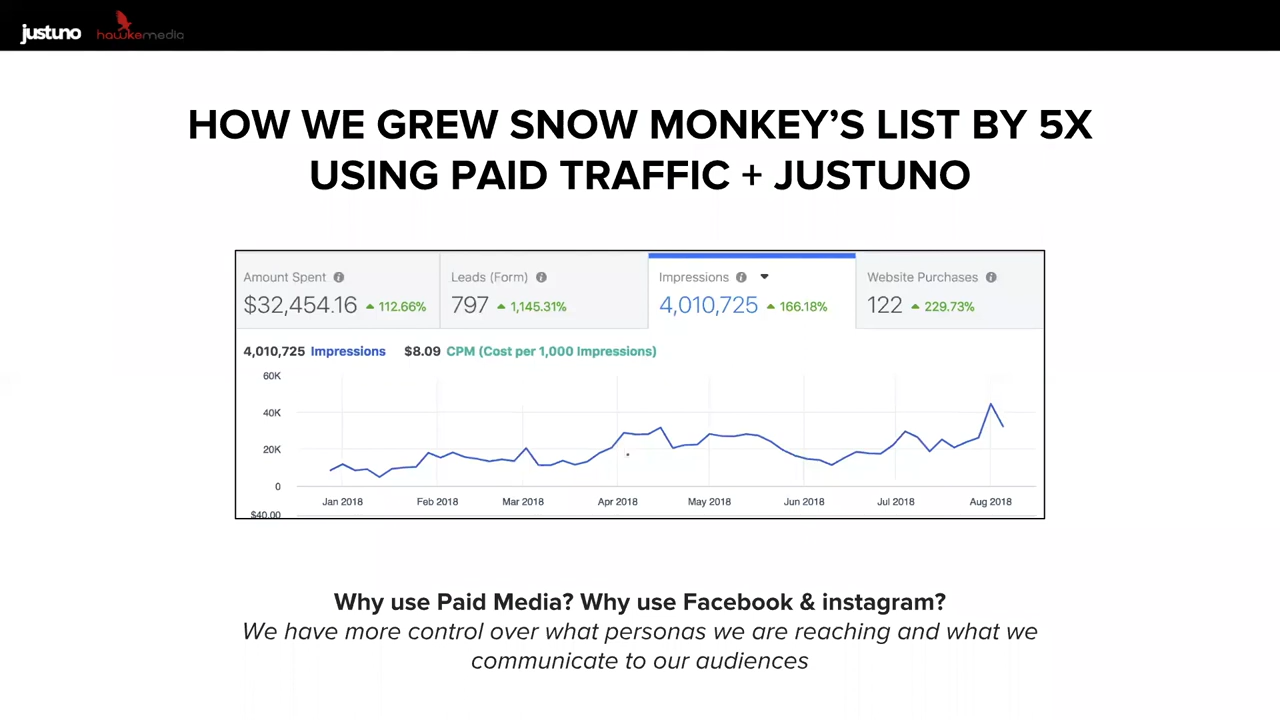 justuno hawkemedia
HOW WE GREW SNOW MONKEY’S LIST BY 5X
USING PAID TRAFFIC + JUSTUNO
Amount Spent Leads (Form) Impressions Website Purchases
$32,454.16 112.66% 797 1,145.31% 4,010,725 166.18% 122 229.73%
4,010,725 Impressions $8.09 CPM (Cost per 1,000 Impressions)
60K
40K
20K
0
Jan 2018 Feb 2018 Mar 2018 Apr 2018 May 2018 Jun 2018 Jul 2018 Aug 2018
$40.00
Why use Paid Media? Why use Facebook & instagram?
We have more control over what personas we are reaching and what we
communicate to our audiences